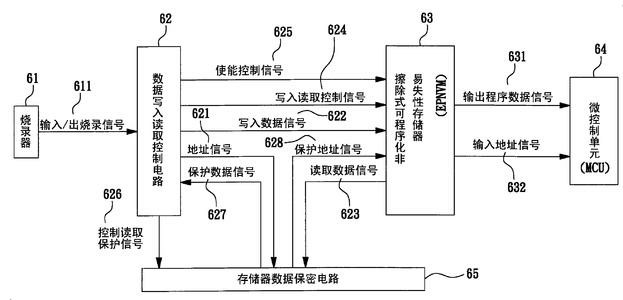 61
烧录器
611
输入/出烧录信号
62
数据写入读取控制电路
625
使能控制信号
624
写入读取控制信号
622
写入数据信号
621
地址信号
628
保护地址信号
保护数据信号
627
读取数据信号
623
626
控制读取
保护信号
63
擦除式可程序化非
易失性存储器
(EPNVM)
631
输出程序数据信号
输入地址信号
632
64
微控制单元
(MCU)
存储器数据保密电路
65